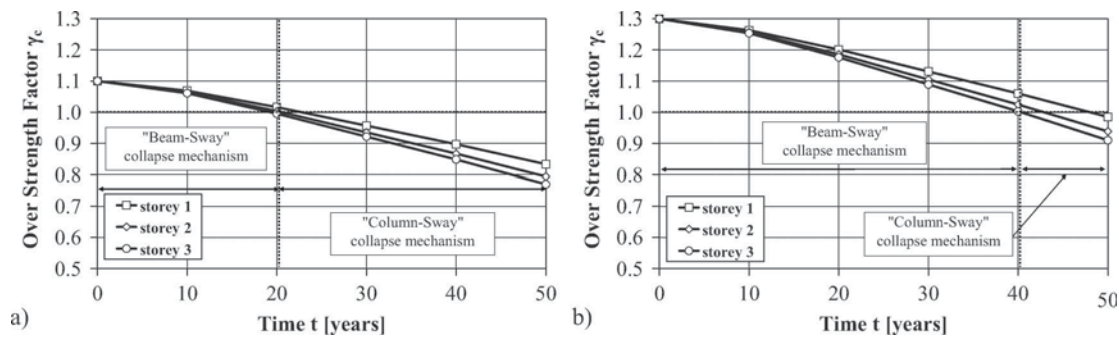 Over Strength Factor γc
1.3
1.2
1.1
1.0
0.9
0.8
0.7
0.6
0.5
"Beam-Sway"
collapse mechanism
storey 1
storey 2
storey 3
"Column-Sway"
collapse mechanism
0 10 20 30 40 50
a) Time t [years]
Over Strength Factor γc
1.3
1.2
1.1
1.0
0.9
0.8
0.7
0.6
0.5
"Beam-Sway"
collapse mechanism
storey 1
storey 2
storey 3
"Column-Sway"
collapse mechanism
0 10 20 30 40 50
b) Time t [years]